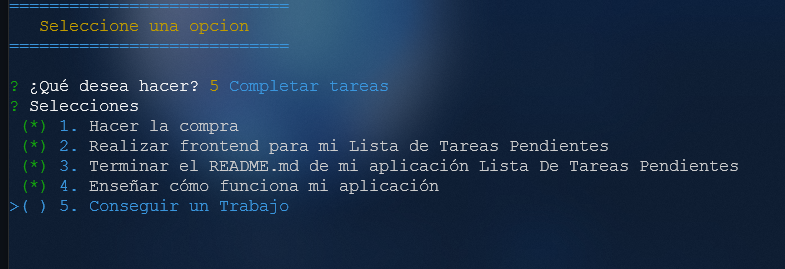 ============================
Seleccione una opcion
============================
? ¿Qué desea hacer? 5 Completar tareas
? Selecciones
(*) 1. Hacer la compra
(*) 2. Realizar frontend para mi Lista de Tareas Pendientes
(*) 3. Terminar el README.md de mi aplicación Lista De Tareas Pendientes
(*) 4. Enseñar cómo funciona mi aplicación
>( ) 5. Conseguir un Trabajo